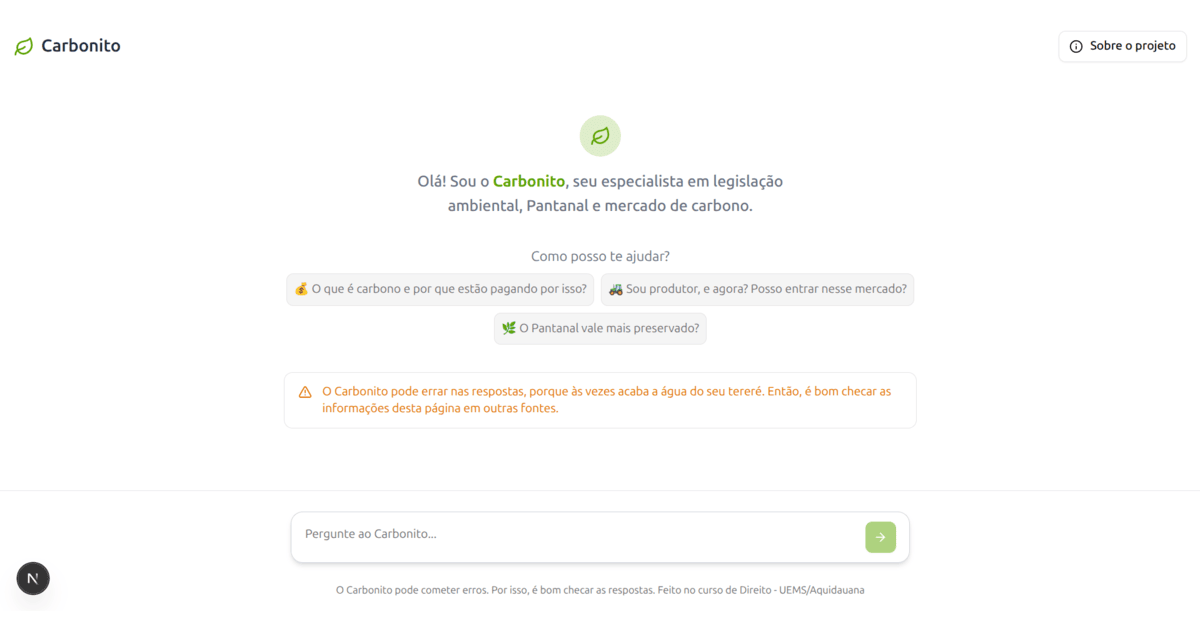 Carbonito
Sobre o projeto
Olá! Sou o Carbonito, seu especialista em legislação
ambiental, Pantanal e mercado de carbono.
Como posso te ajudar?
💰 O que é carbono e por que estão pagando por isso?
🚜 Sou produtor, e agora? Posso entrar nesse mercado?
🌿 O Pantanal vale mais preservado?
O Carbonito pode errar nas respostas, porque às vezes acaba a água do seu tereré. Então, é bom checar as
informações desta página em outras fontes.
Pergunte ao Carbonito...
N
O Carbonito pode cometer erros. Por isso, é bom checar as respostas. Feito no curso de Direito - UEMS/Aquidauana